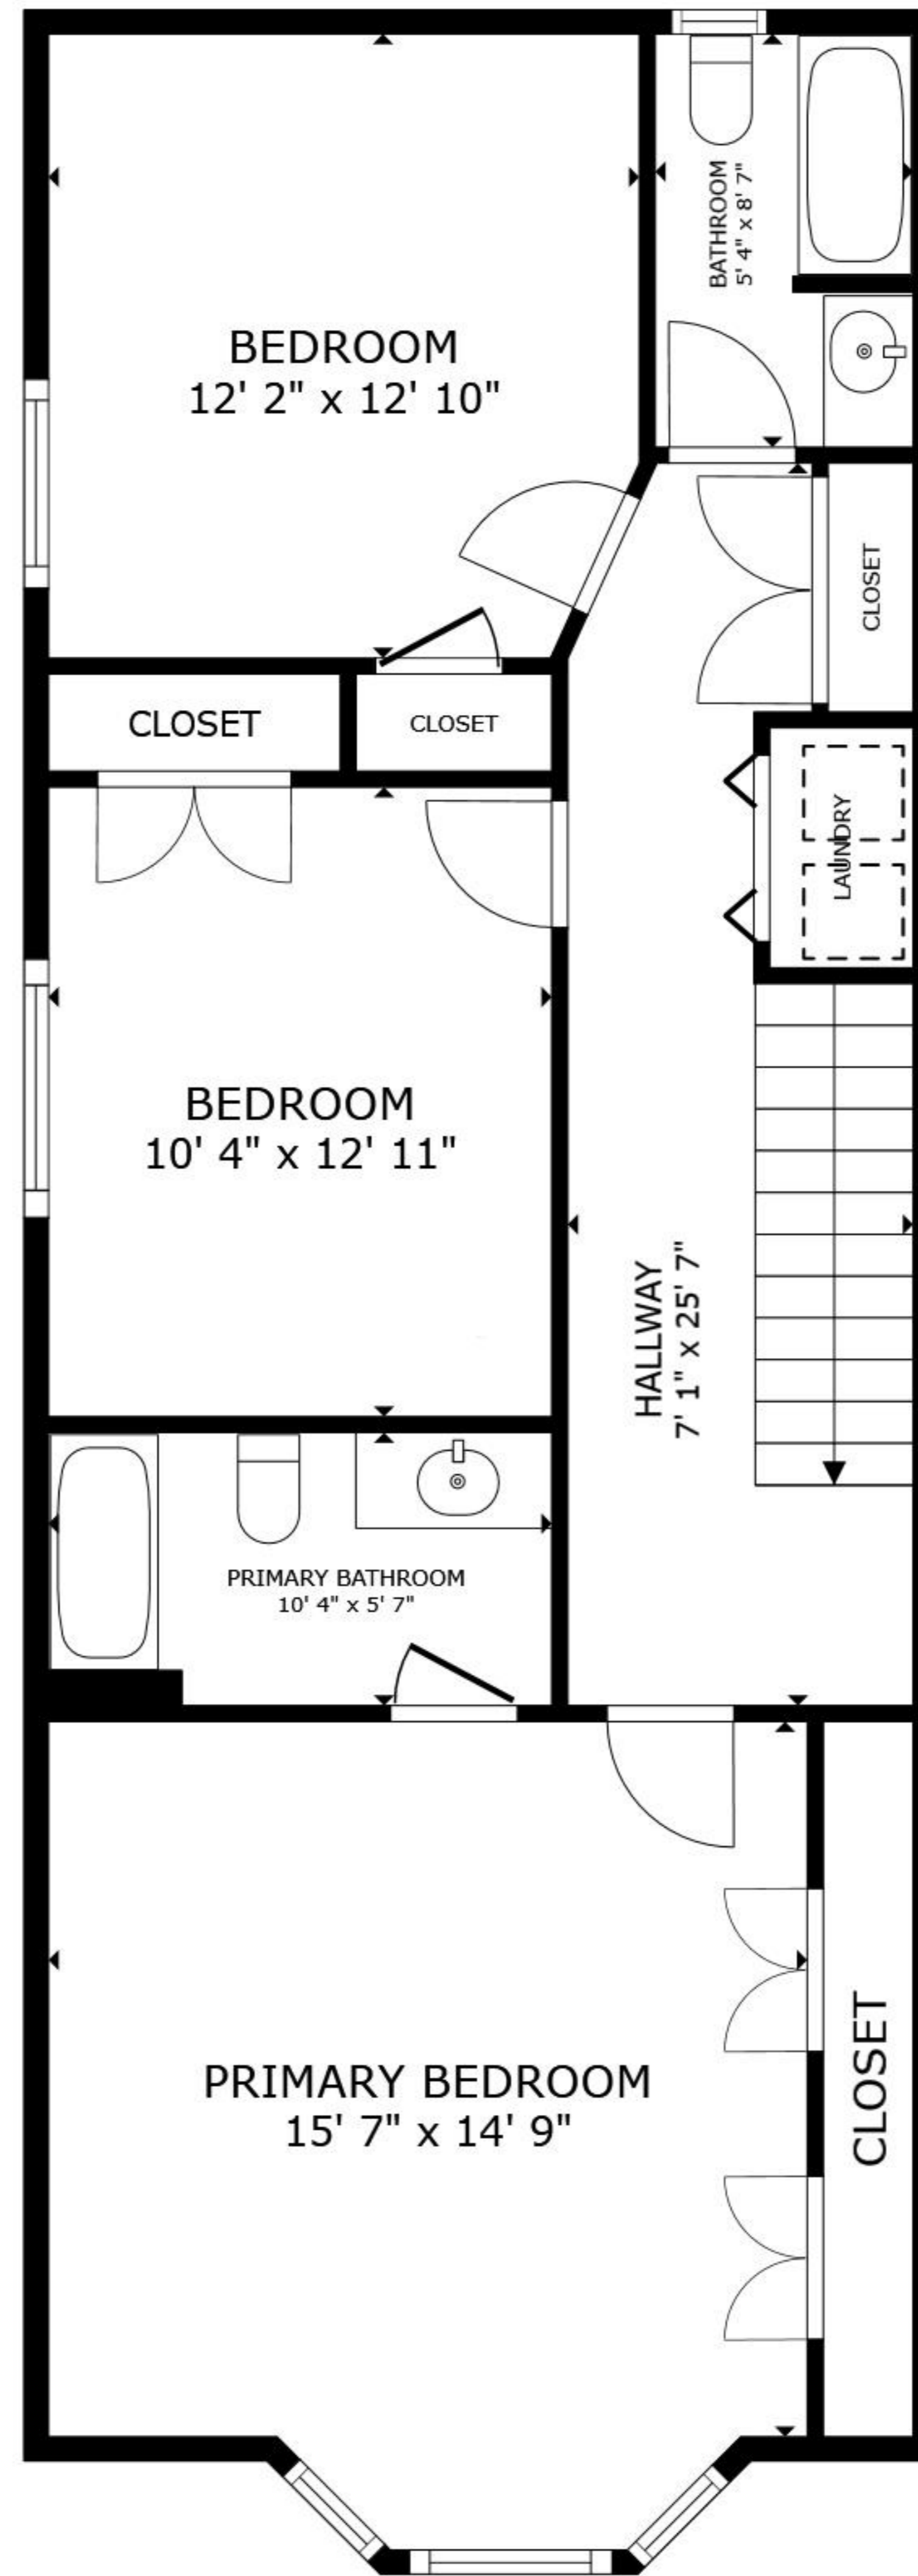 BATHROOM
5' 4" x 8' 7"
BEDROOM
12' 2" x 12' 10"
CLOSET
CLOSET
CLOSET
LAUNDRY
BEDROOM
10' 4" x 12' 11"
HALLWAY
7' 1" x 25' 7"
PRIMARY BATHROOM
10' 4" x 5' 7"
PRIMARY BEDROOM
15' 7" x 14' 9"
CLOSET